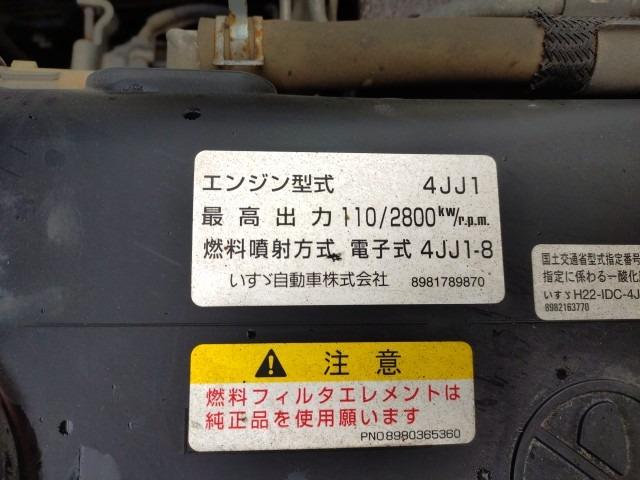 エンジン型式 4JJ1
最高出力 110/2800kw/r.p.m.
燃料噴射方式 電子式 4JJ1-8
いすゞ自動車株式会社 8981789870
国土交通省型式指定番号
指定に係わる一酸化
いすゞH22-IDC-4J
8982163770
⚠ 注意
燃料フィルタエレメントは
純正品を使用願います
PNO8980365360